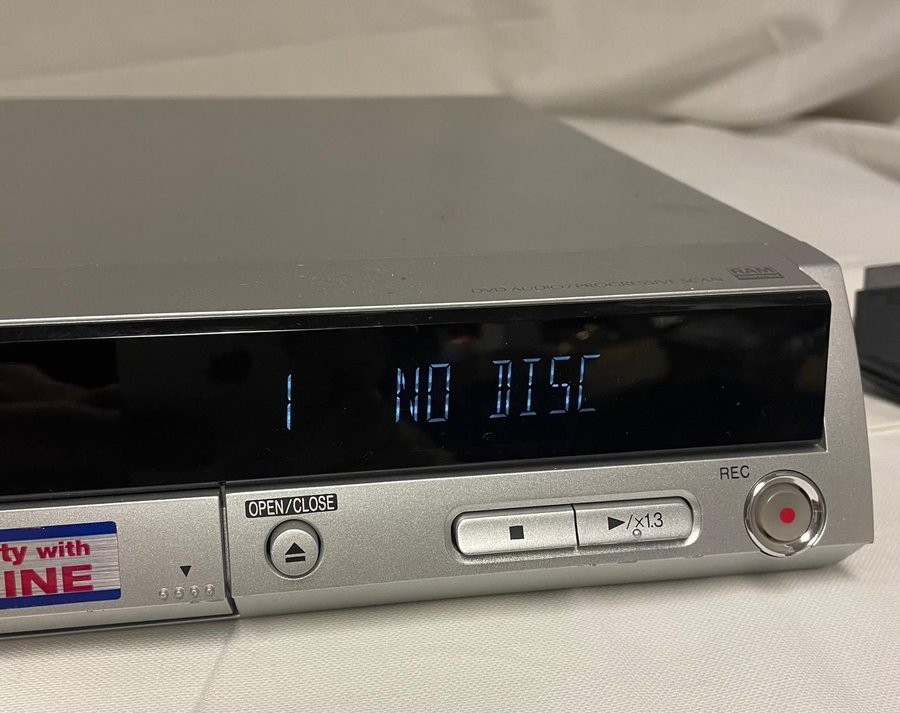 DVD AUDIO/PROGRESSIVE SCAN RAM
1 NO DISC
REC
OPEN/CLOSE
▶/x1.3
ty with
INE